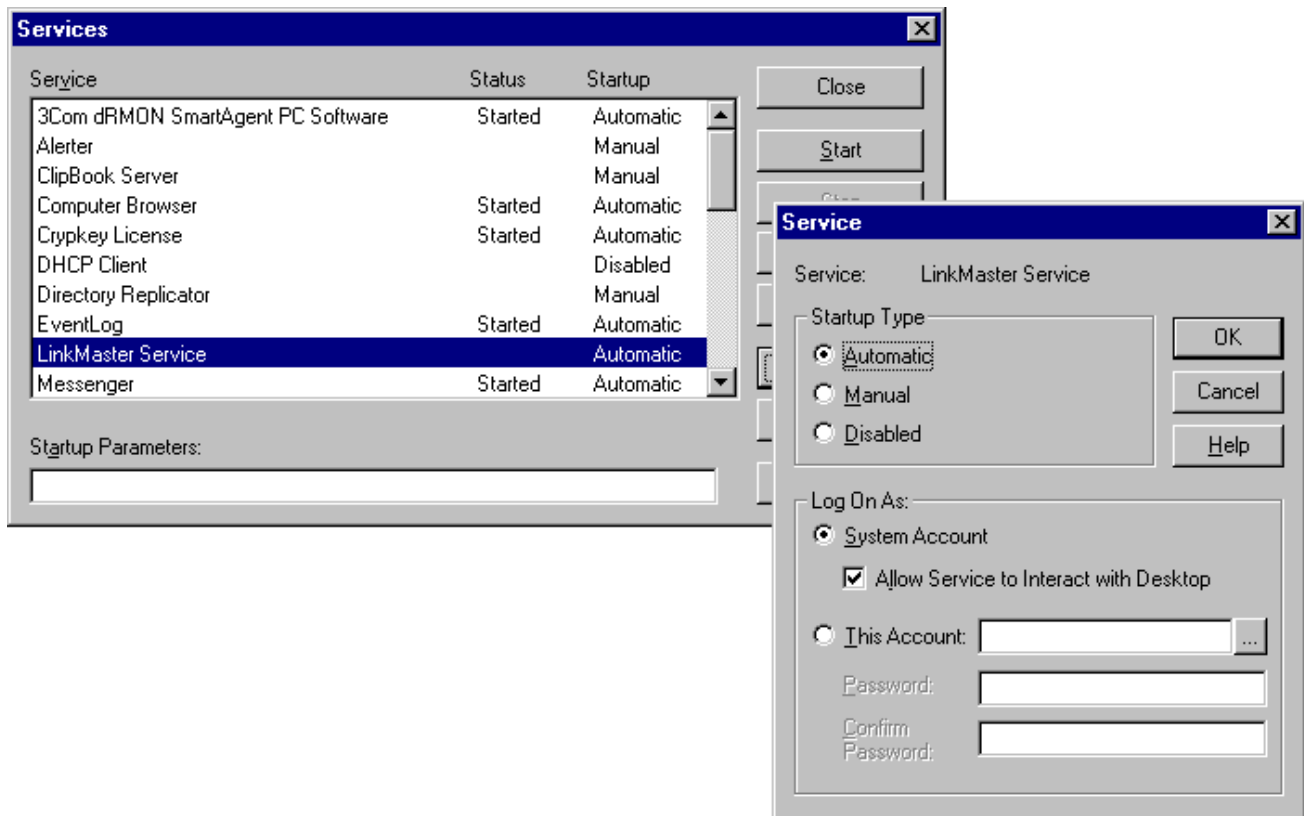 Services
Service Status Startup
3Com dRMON SmartAgent PC Software Started Automatic
Alerter Manual
ClipBook Server Manual
Computer Browser Started Automatic
Crypkey License Started Automatic
DHCP Client Disabled
Directory Replicator Manual
EventLog Started Automatic
LinkMaster Service Automatic
Messenger Started Automatic
Startup Parameters:
Close
Start
Service
Service: LinkMaster Service
Startup Type
Automatic
Manual
Disabled
OK
Cancel
Help
Log On As:
System Account
Allow Service to Interact with Desktop
This Account:
...
Password:
Confirm
Password: